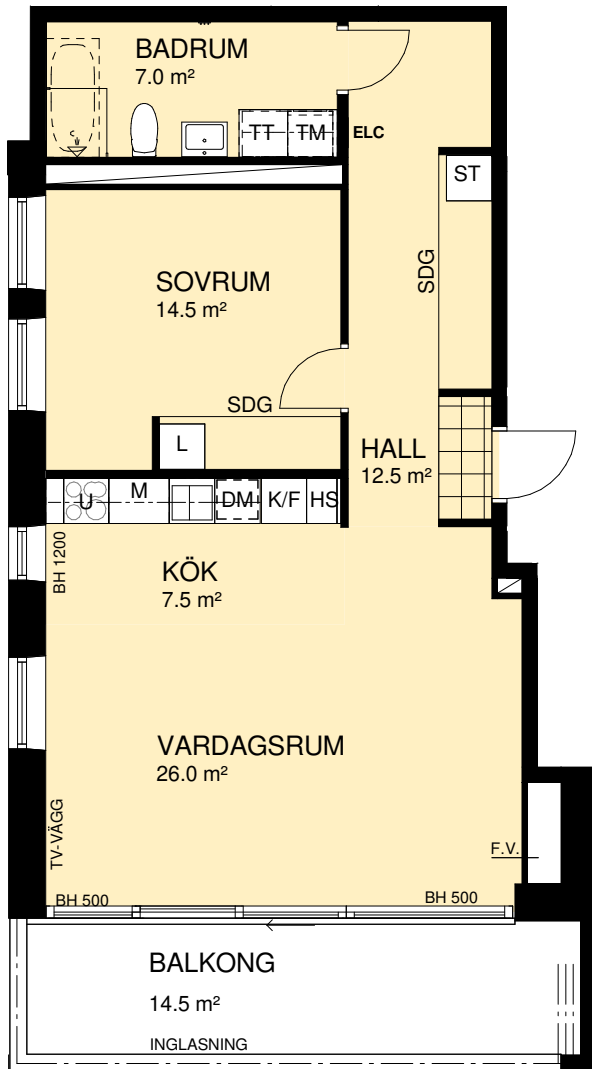 BADRUM
7.0 m²
TT
TM
ELC
ST
SDG
SOVRUM
14.5 m²
SDG
L
HALL
12.5 m²
U
M
DM
K/F
HS
BH 1200
KÖK
7.5 m²
VARDAGSRUM
26.0 m²
TV-VÄGG
F.V.
BH 500
BH 500
BALKONG
14.5 m²
INGLASNING